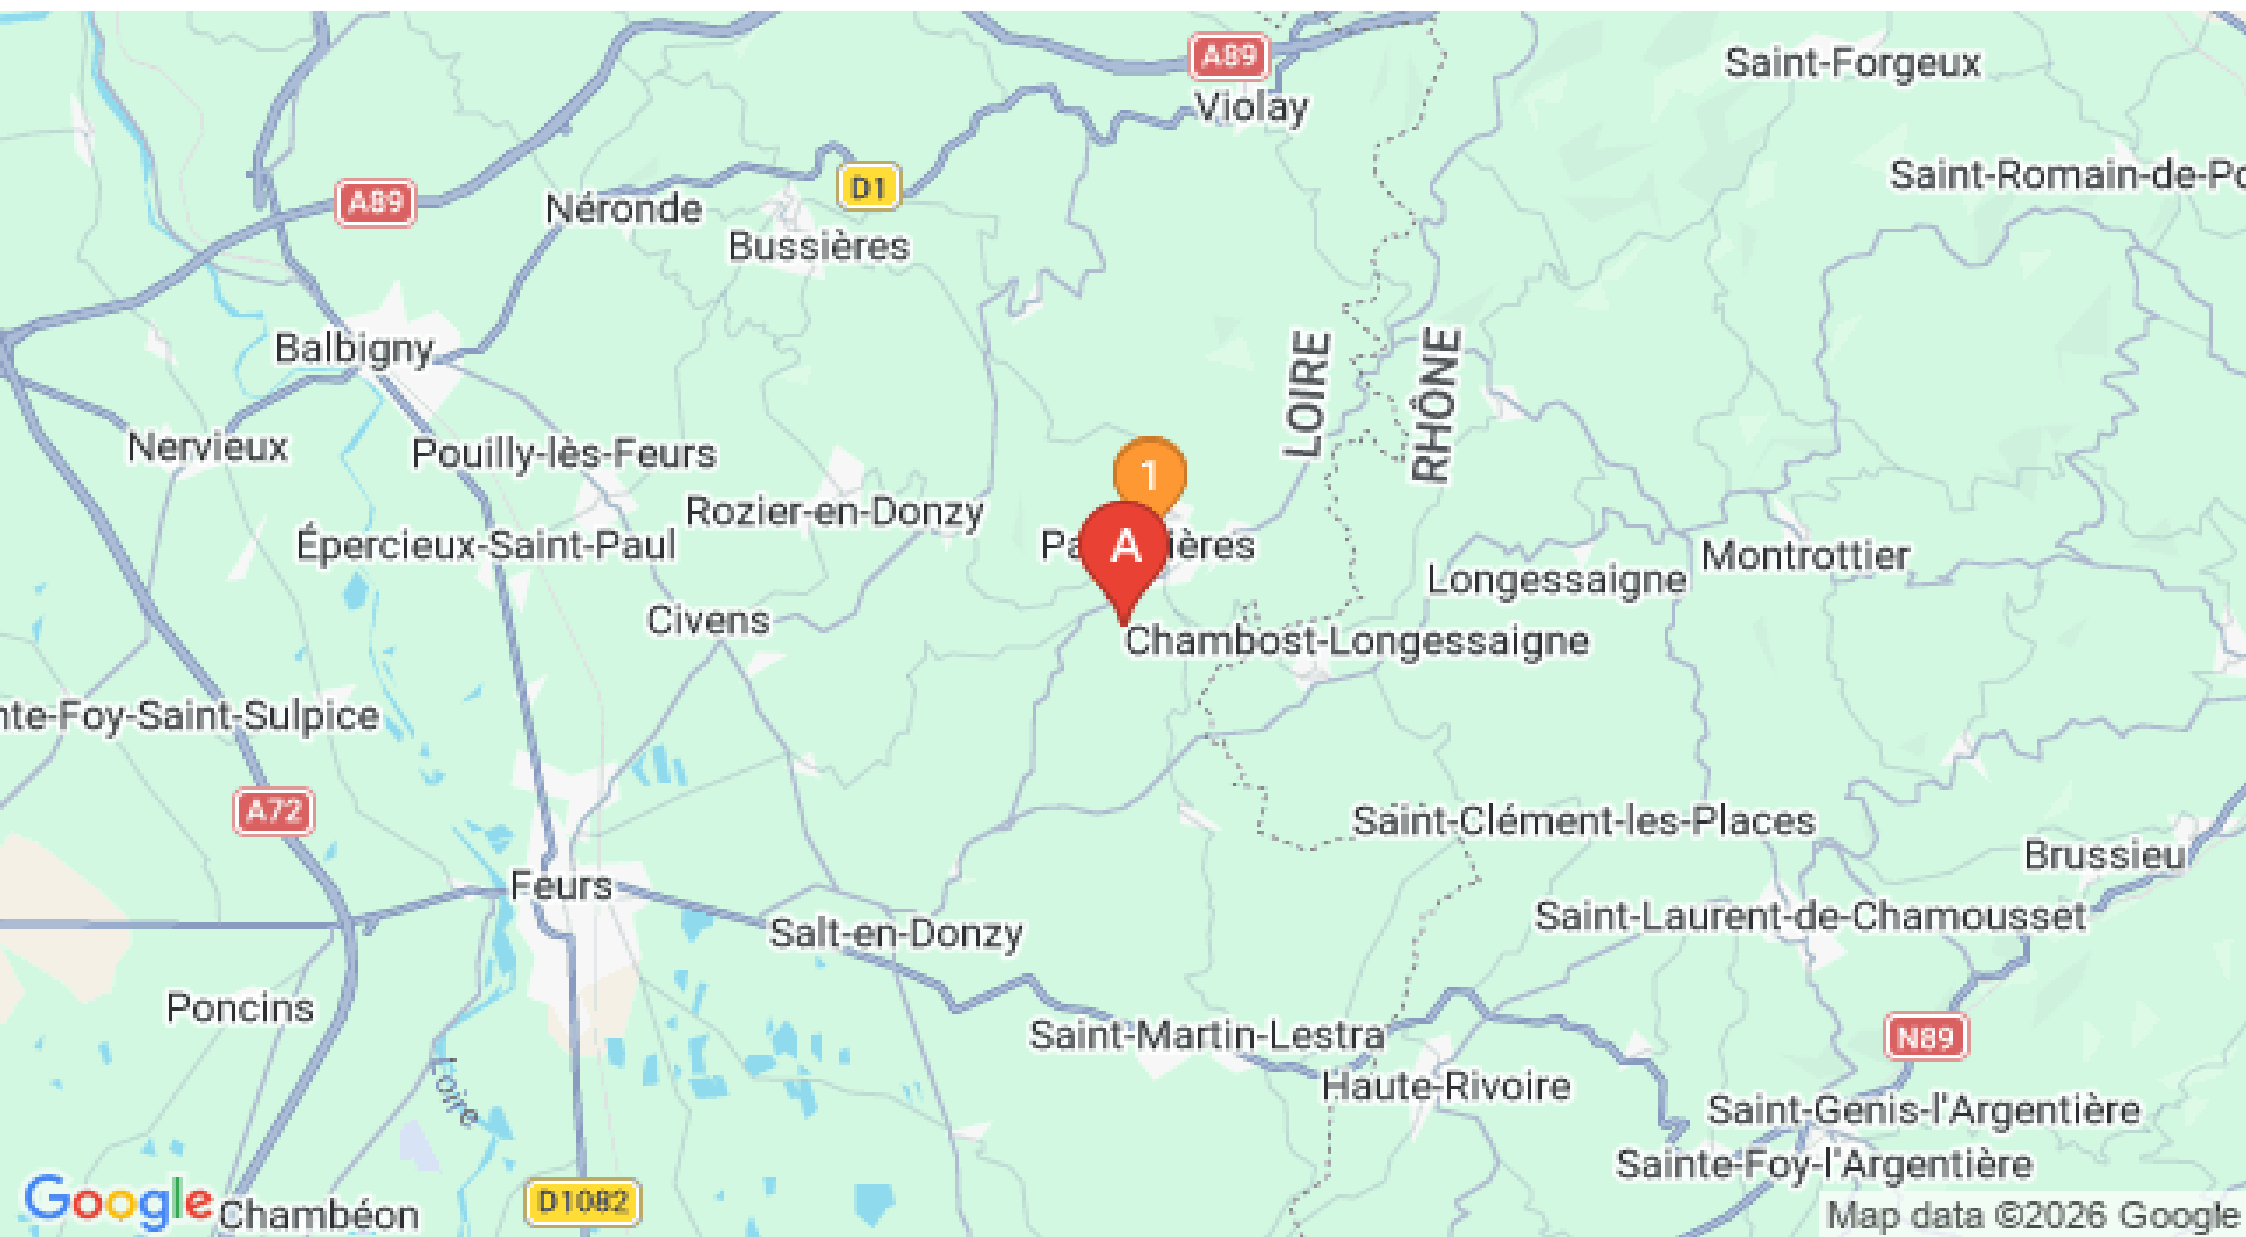 A89
Violay
Saint-Forgeux
Saint-Romain-de-Po
A89
D1
Néronde
Bussières
Balbigny
LOIRE
RHÔNE
Nervieux
Pouilly-lès-Feurs
1
Rozier-en-Donzy
Épercieux-Saint-Paul
Pa
A
ières
Montrottier
Longessaigne
Civens
Chambost-Longessaigne
nte-Foy-Saint-Sulpice
A72
Saint-Clément-les-Places
Brussieu
Feurs
Saint-Laurent-de-Chamousset
Salt-en-Donzy
Poncins
Saint-Martin-Lestra
N89
Loire
Haute-Rivoire
Saint-Genis-l'Argentière
Sainte-Foy-l'Argentière
Google
Chambéon
D1082
Map data ©2026 Google